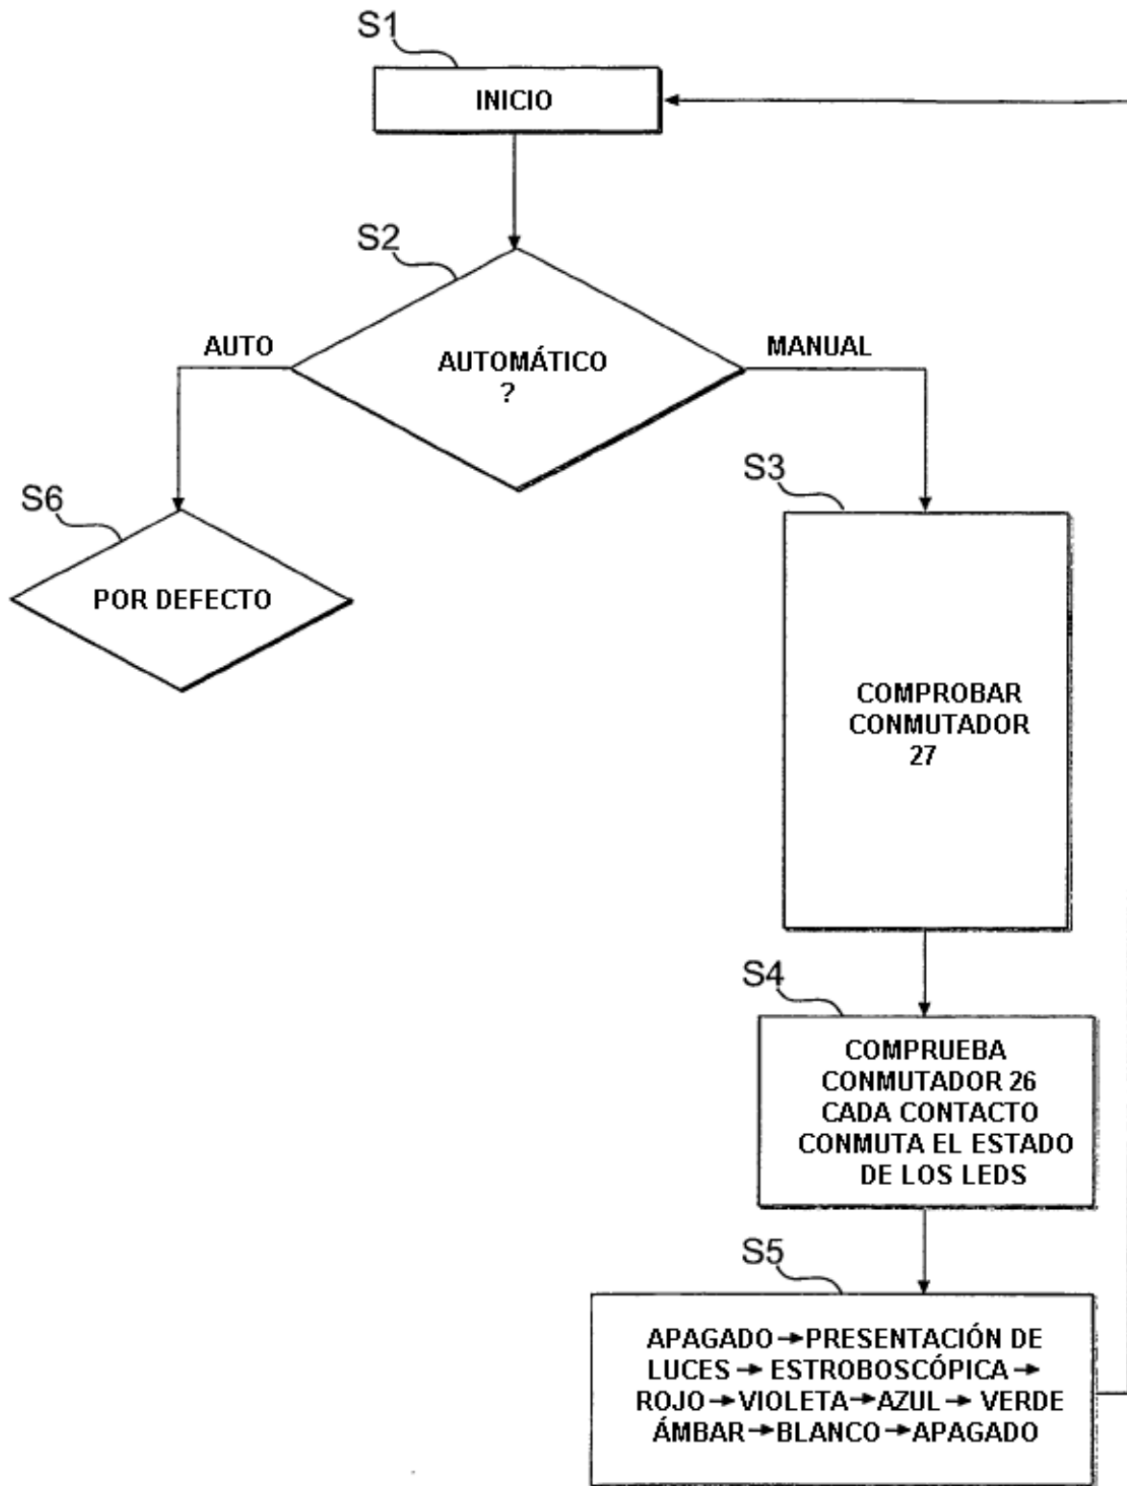 S1
INICIO
S2
AUTO
AUTOMÁTICO
?
MANUAL
S6
POR DEFECTO
S3
COMPROBAR
CONMUTADOR
27
S4
COMPRUEBA
CONMUTADOR 26
CADA CONTACTO
CONMUTA EL ESTADO
DE LOS LEDS
S5
APAGADO→PRESENTACIÓN DE
LUCES→ESTROBOSCÓPICA→
ROJO→VIOLETA→AZUL→VERDE
ÁMBAR→BLANCO→APAGADO